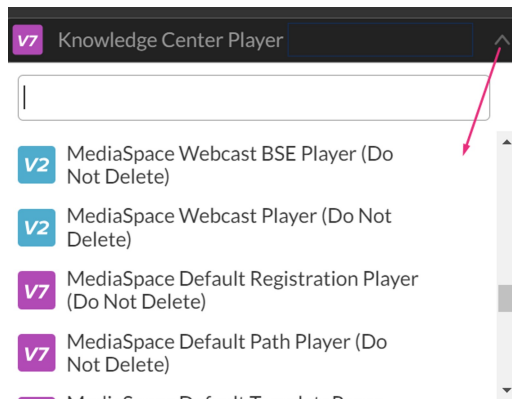 V7 Knowledge Center Player
V2 MediaSpace Webcast BSE Player (Do
Not Delete)
V2 MediaSpace Webcast Player (Do Not
Delete)
V7 MediaSpace Default Registration Player
(Do Not Delete)
V7 MediaSpace Default Path Player (Do
Not Delete)